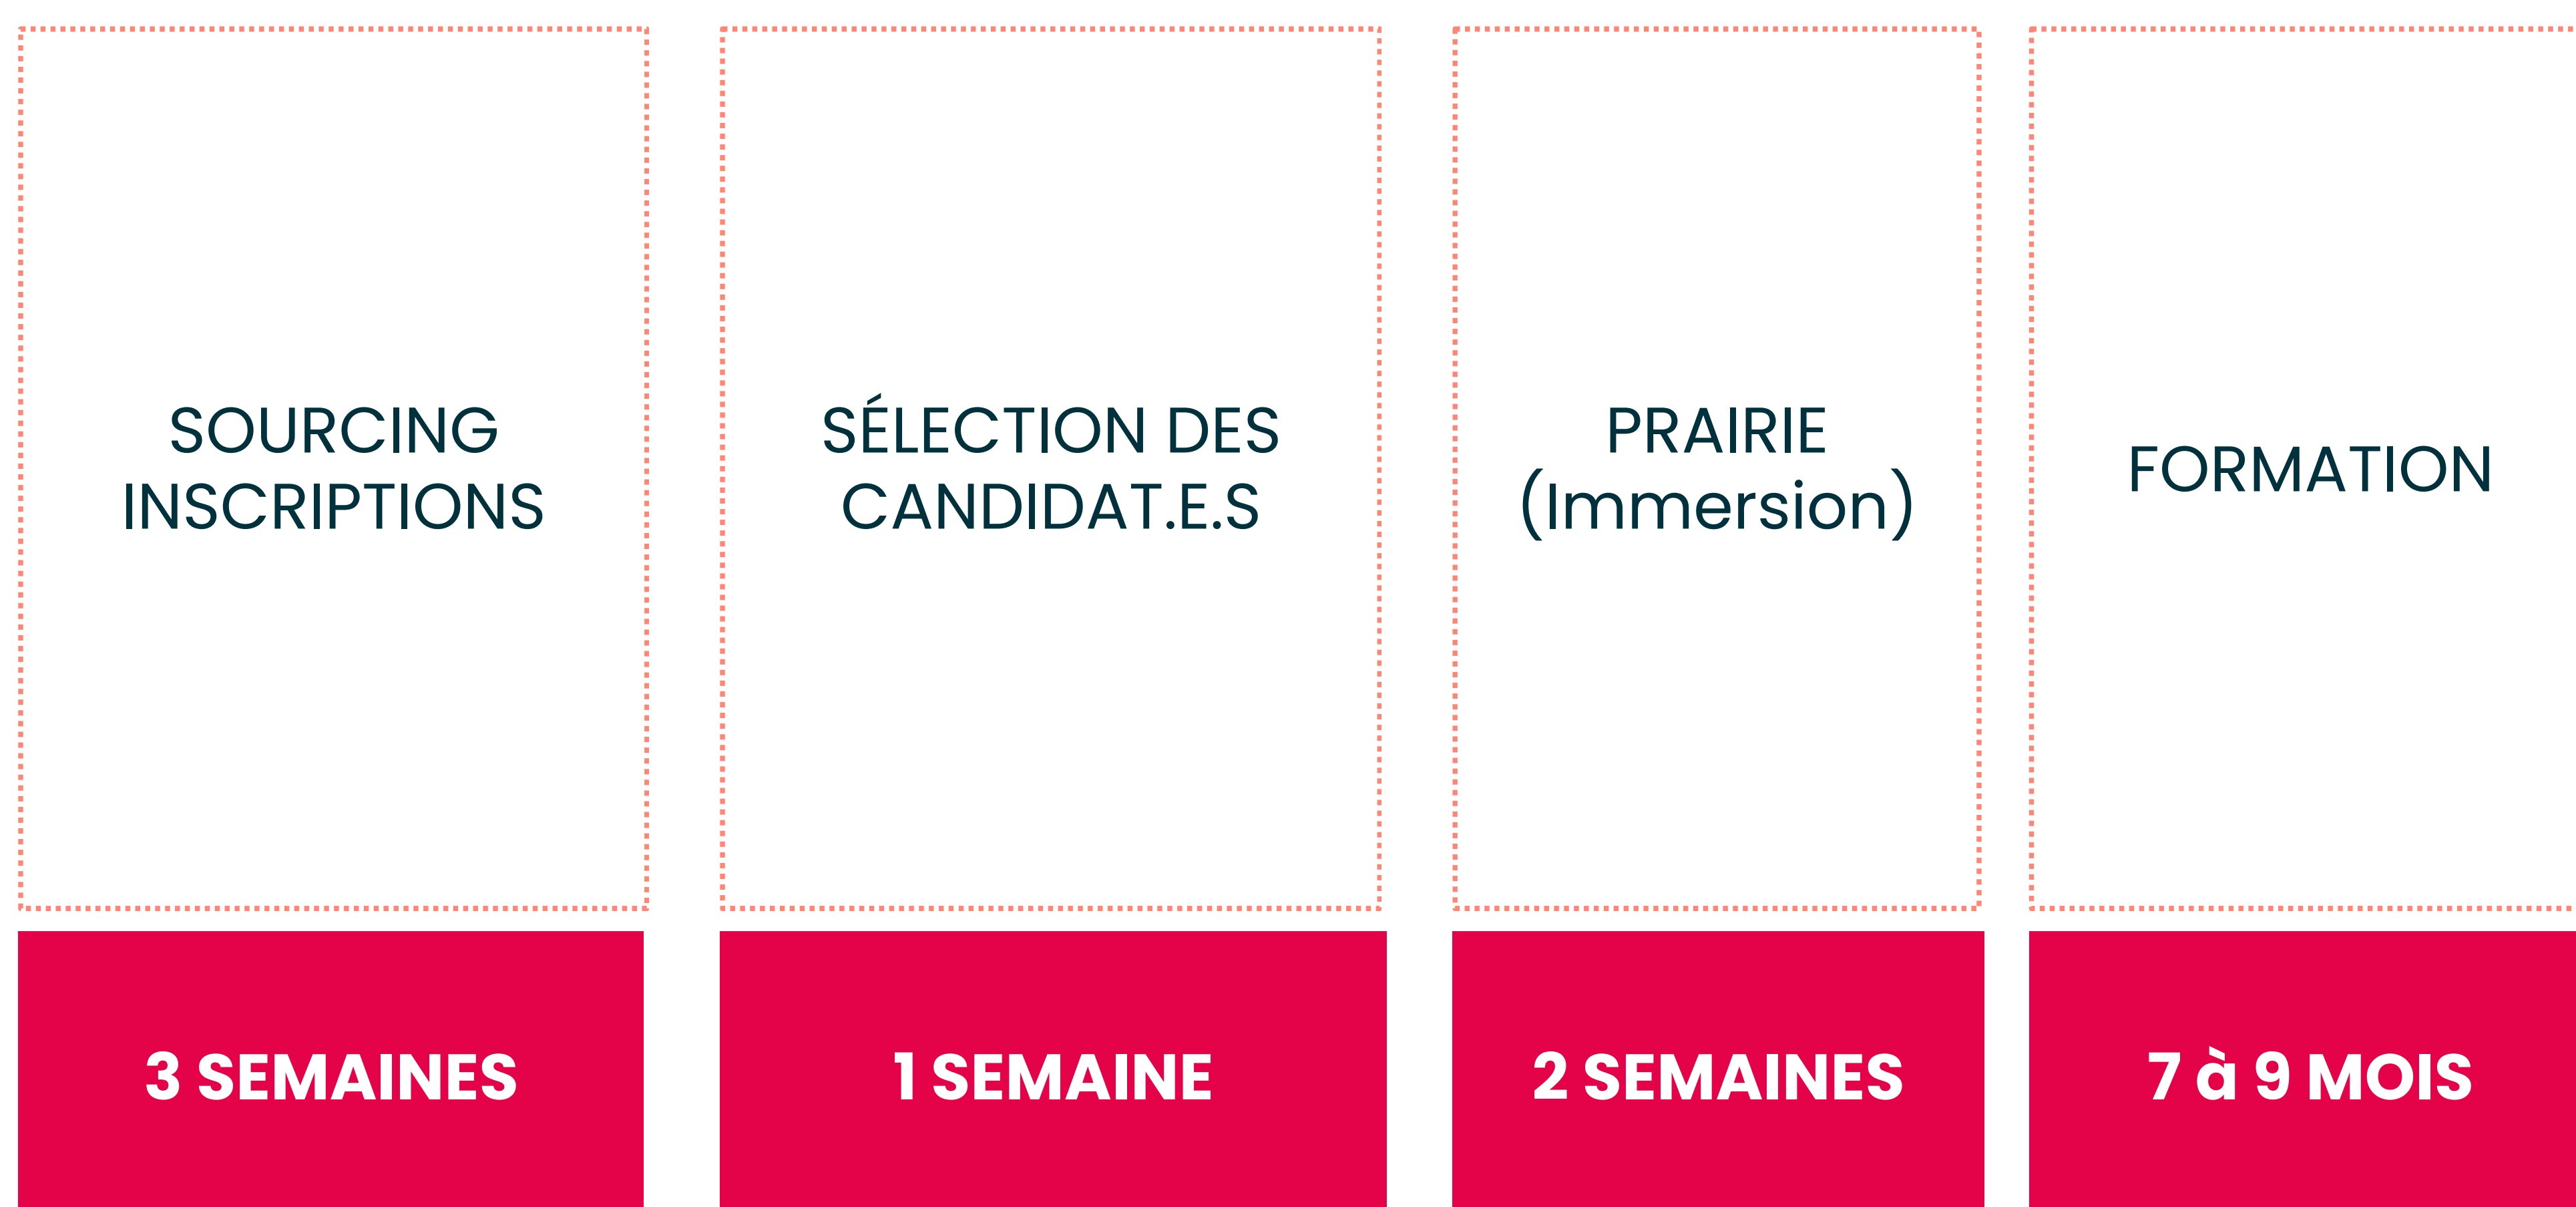 SOURCING
INSCRIPTIONS
3 SEMAINES
SÉLECTION DES
CANDIDAT.E.S
1 SEMAINE
PRAIRIE
(Immersion)
2 SEMAINES
FORMATION
7 à 9 MOIS